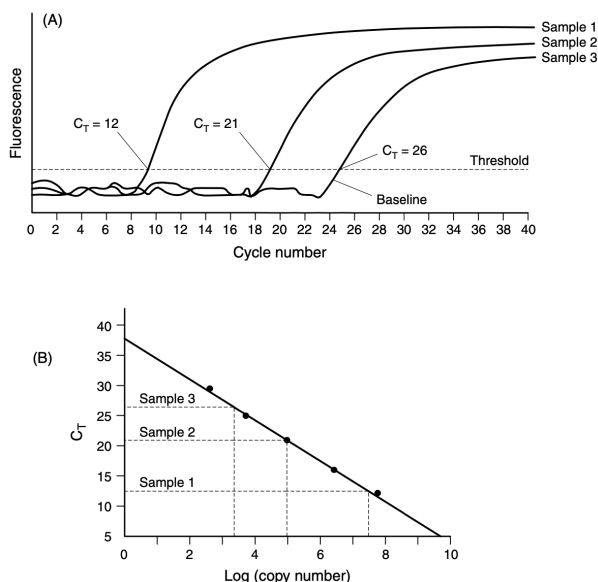 (A)
Sample 1
Sample 2
Sample 3
Fluorescence
C_T = 12
C_T = 21
C_T = 26
Threshold
Baseline
0 2 4 6 8 10 12 14 16 18 20 22 24 26 28 30 32 34 36 38 40
Cycle number
(B)
40
35
30
25
20
15
10
5
C_T
Sample 3
Sample 2
Sample 1
0 2 4 6 8 10
Log (copy number)